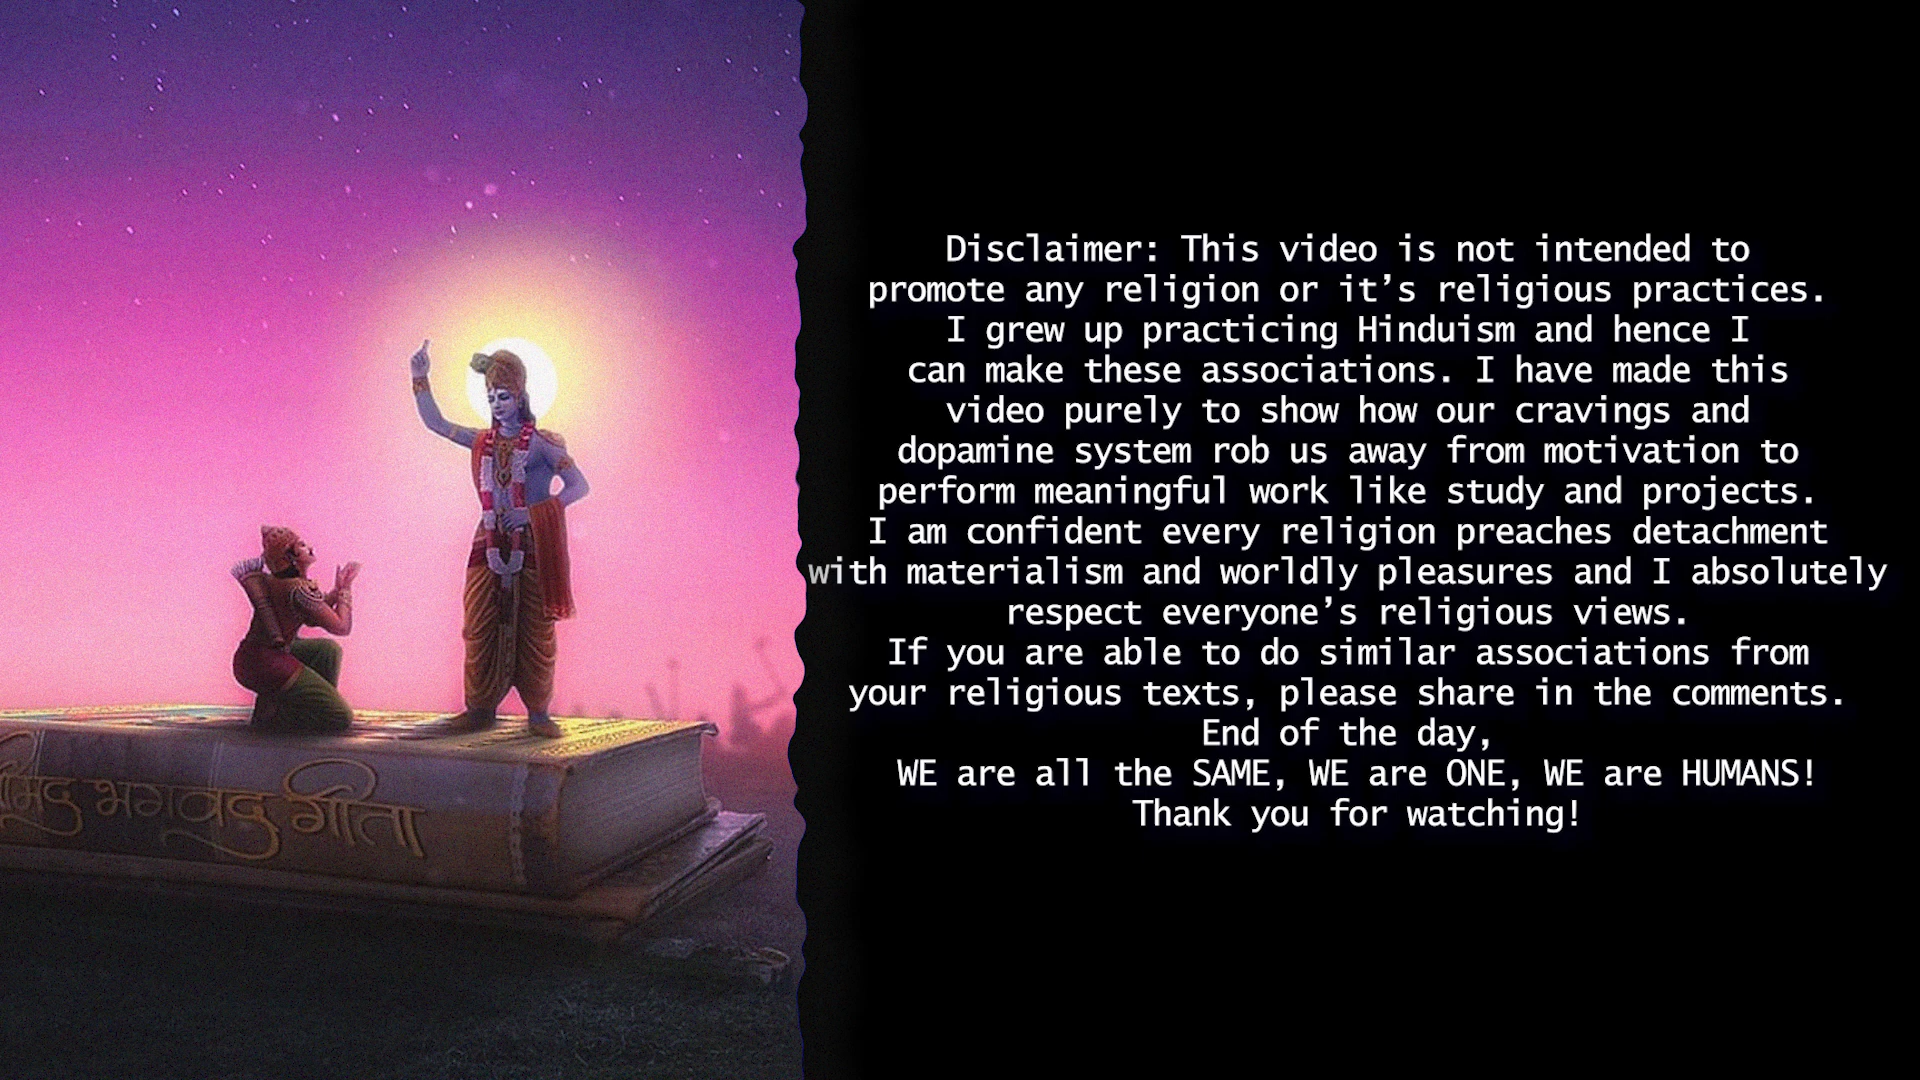 भगवद् गीता
Disclaimer: This video is not intended to
promote any religion or it’s religious practices.
I grew up practicing Hinduism and hence I
can make these associations. I have made this
video purely to show how our cravings and
dopamine system rob us away from motivation to
perform meaningful work like study and projects.
I am confident every religion preaches detachment
with materialism and worldly pleasures and I absolutely
respect everyone’s religious views.
If you are able to do similar associations from
your religious texts, please share in the comments.
End of the day,
WE are all the SAME, WE are ONE, WE are HUMANS!
Thank you for watching!